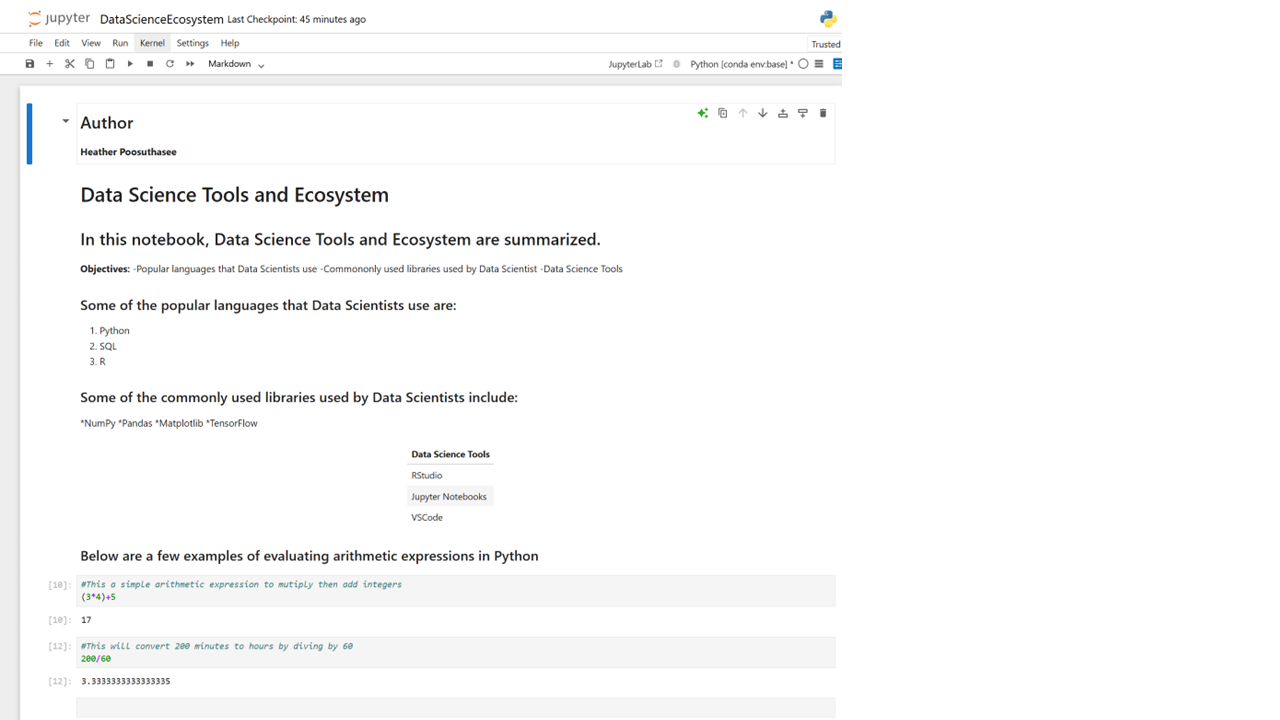 jupyter DataScienceEcosystem Last Checkpoint: 45 minutes ago
File Edit View Run Kernel Settings Help Trusted
Markdown JupyterLab Python [conda env:base] *
Author
Heather Poosuthasee
Data Science Tools and Ecosystem
In this notebook, Data Science Tools and Ecosystem are summarized.
Objectives: -Popular languages that Data Scientists use -Commononly used libraries used by Data Scientist -Data Science Tools
Some of the popular languages that Data Scientists use are:
1. Python
2. SQL
3. R
Some of the commonly used libraries used by Data Scientists include:
*NumPy *Pandas *Matplotlib *TensorFlow
Data Science Tools
RStudio
Jupyter Notebooks
VSCode
Below are a few examples of evaluating arithmetic expressions in Python
[10]: #This a simple arithmetic expression to mutiply then add integers
(3*4)+5
[10]: 17
[12]: #This will convert 200 minutes to hours by diving by 60
200/60
[12]: 3.3333333333333335